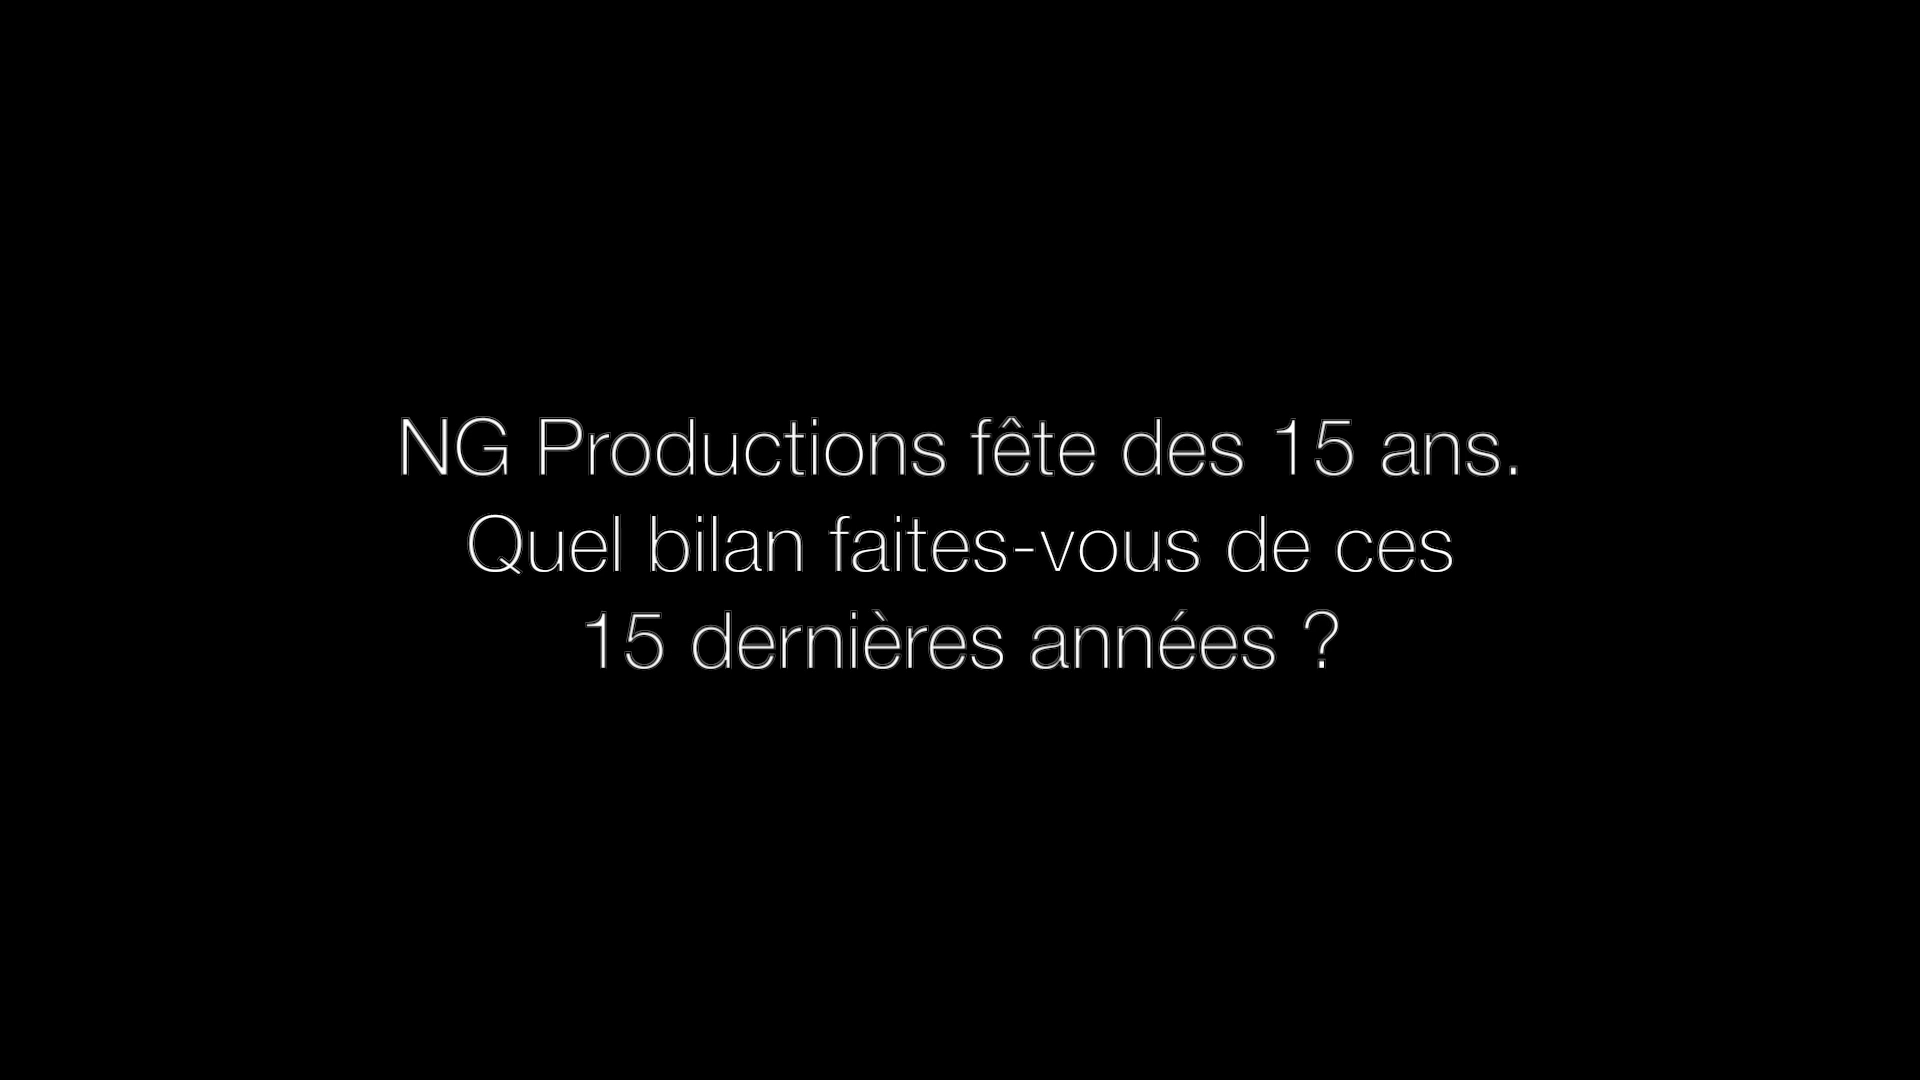 NG Productions fête des 15 ans.
Quel bilan faites-vous de ces
15 dernières années ?